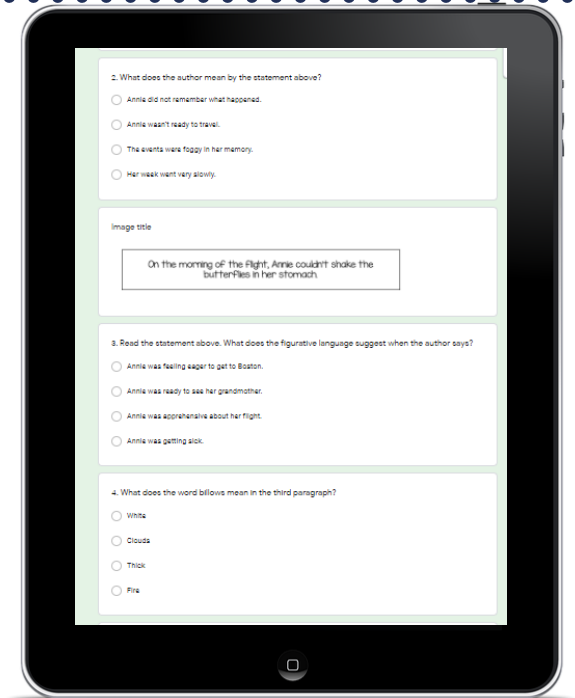 2. What does the author mean by the statement above?
Annie did not remember what happened.
Annie wasn't ready to travel.
The events were foggy in her memory.
Her week went very slowly.
Image title
On the morning of the flight, Annie couldn't shake the
butterflies in her stomach.
3. Read the statement above. What does the figurative language suggest when the author says?
Annie was feeling eager to get to Boston.
Annie was ready to see her grandmother.
Annie was apprehensive about her flight.
Annie was getting sick.
4. What does the word billows mean in the third paragraph?
White
Clouds
Thick
Fire